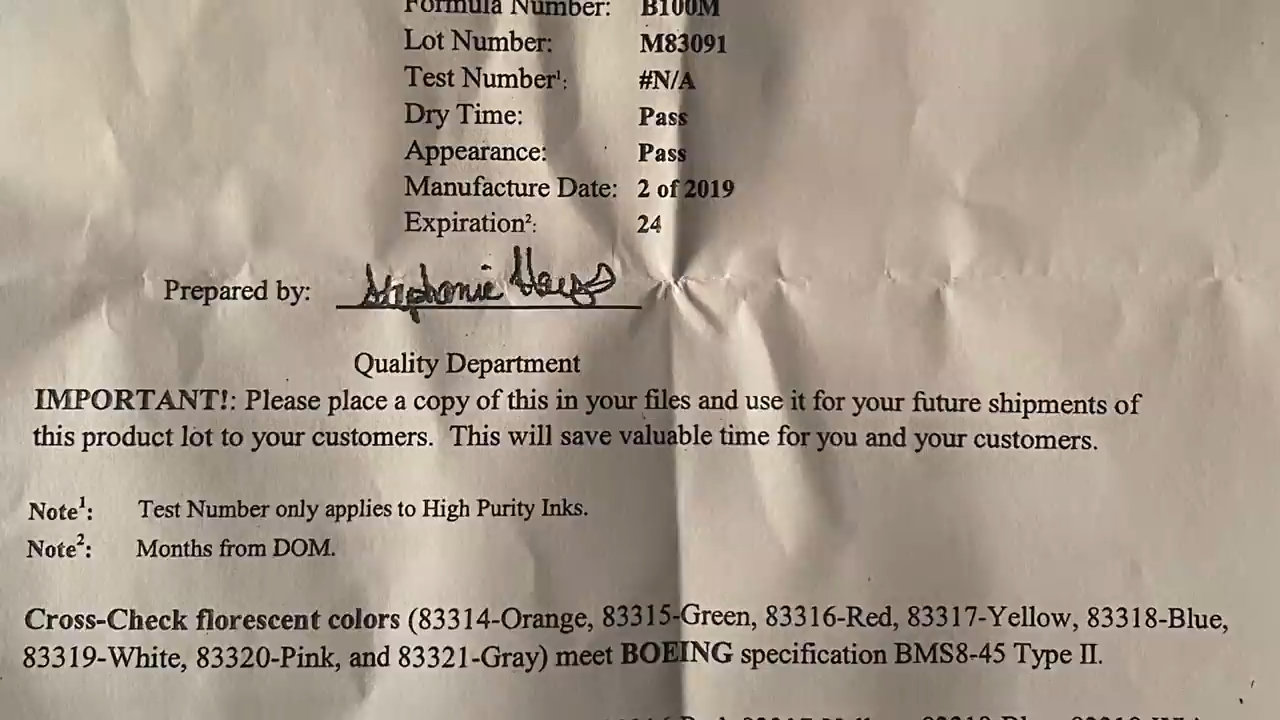 Formula Number: B100M
Lot Number: M83091
Test Number¹: #N/A
Dry Time: Pass
Appearance: Pass
Manufacture Date: 2 of 2019
Expiration²: 24
Prepared by: Stephanie Hays
Quality Department
IMPORTANT!: Please place a copy of this in your files and use it for your future shipments of
this product lot to your customers. This will save valuable time for you and your customers.
Note¹: Test Number only applies to High Purity Inks.
Note²: Months from DOM.
Cross-Check florescent colors (83314-Orange, 83315-Green, 83316-Red, 83317-Yellow, 83318-Blue,
83319-White, 83320-Pink, and 83321-Gray) meet BOEING specification BMS8-45 Type II.